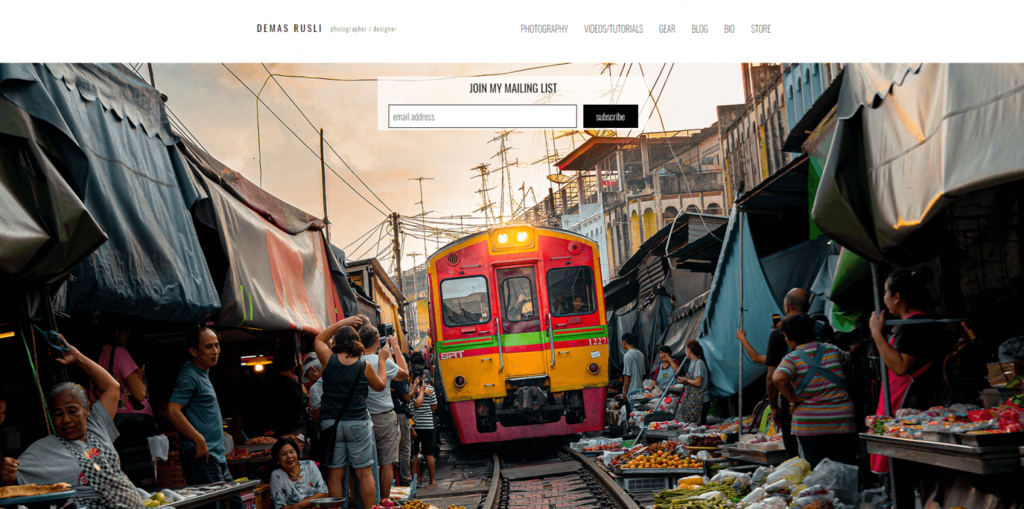 DEMAS RUSLI photographer / designer PHOTOGRAPHY VIDEOS/TUTORIALS GEAR BLOG BIO STORE
JOIN MY MAILING LIST
email address subscribe
1227